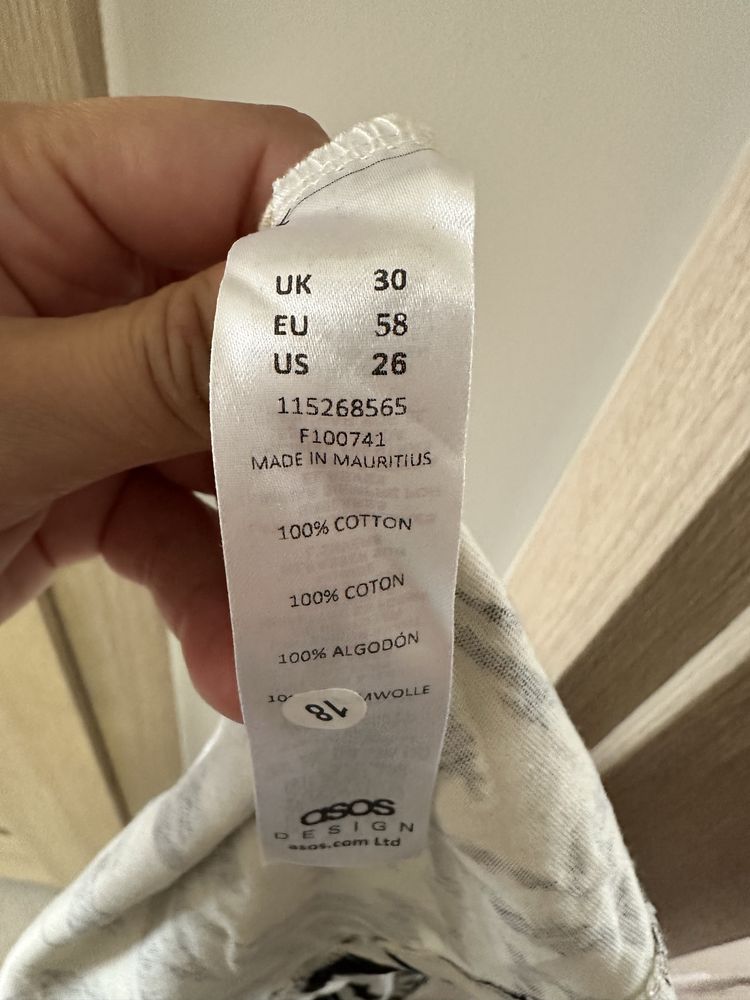 UK 30
EU 58
US 26
115268565
F100741
MADE IN MAURITIUS
100% COTTON
100% COTON
100% ALGODÓN
18
asos
DESIGN
asos.com Ltd